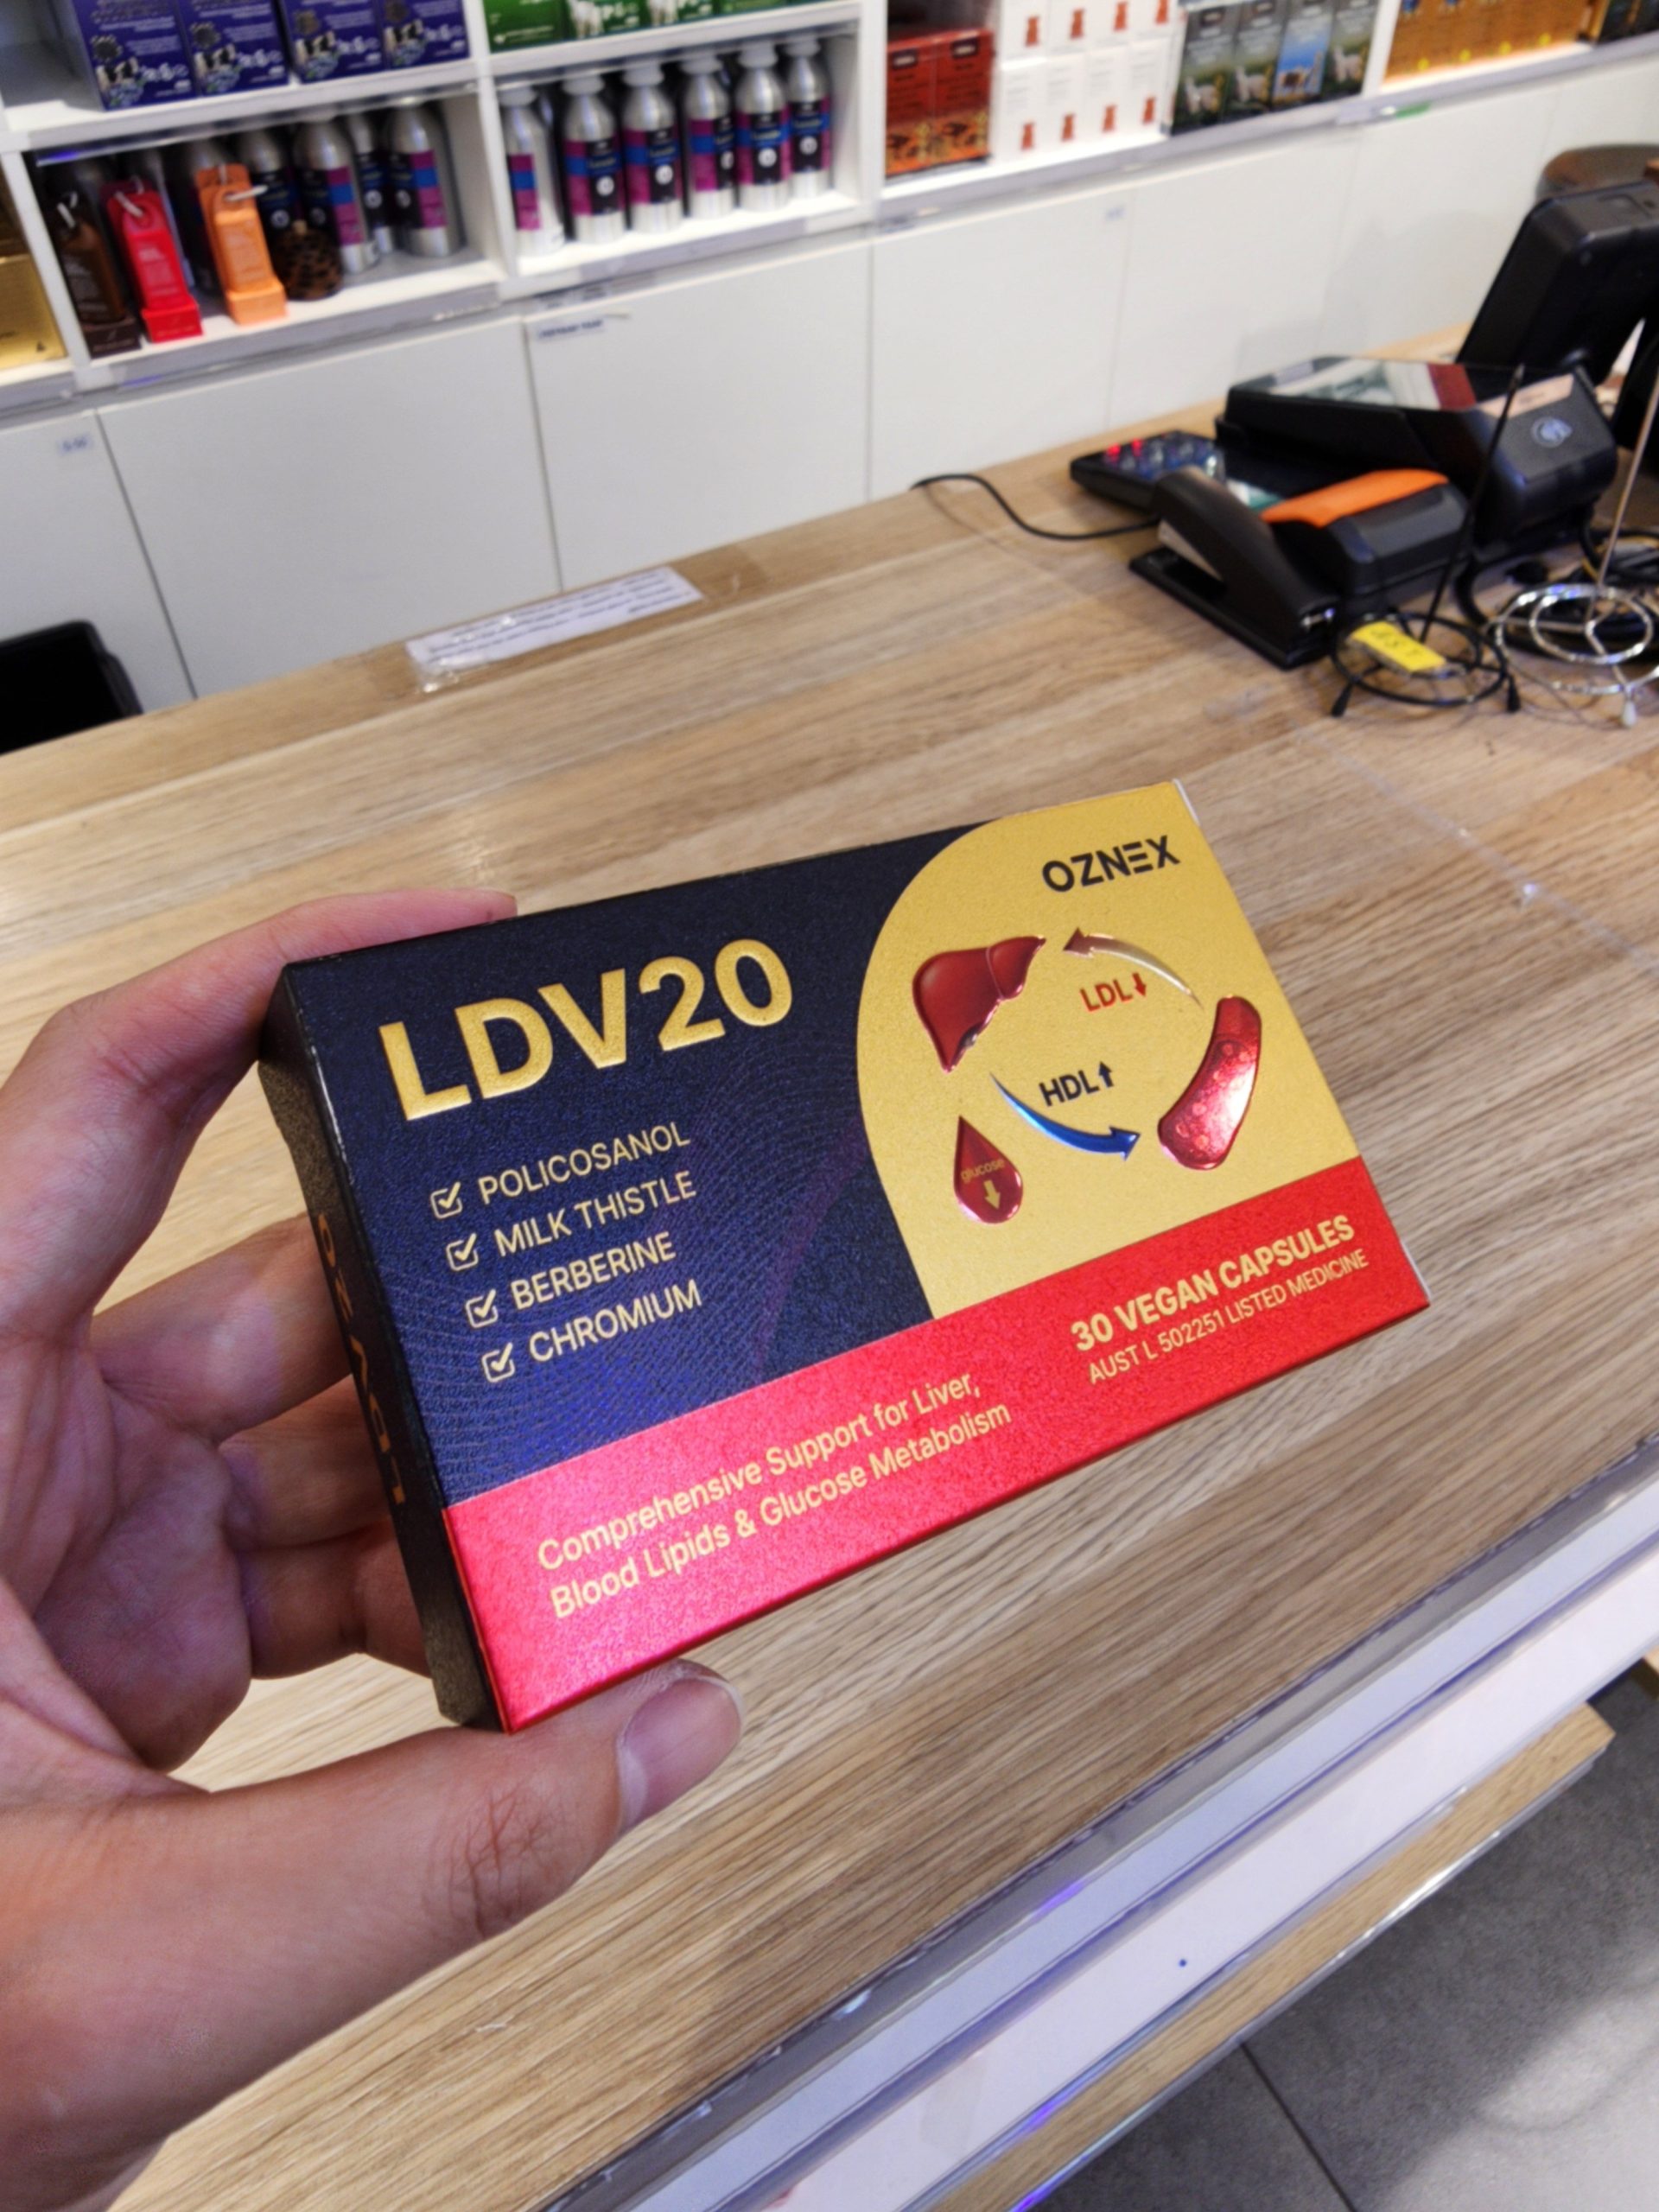 OZNEX
LDV20
POLICOSANOL
MILK THISTLE
BERBERINE
CHROMIUM
LDL
HDL
glucose
30 VEGAN CAPSULES
AUST L 502251 LISTED MEDICINE
Comprehensive Support for Liver,
Blood Lipids & Glucose Metabolism
LDV20